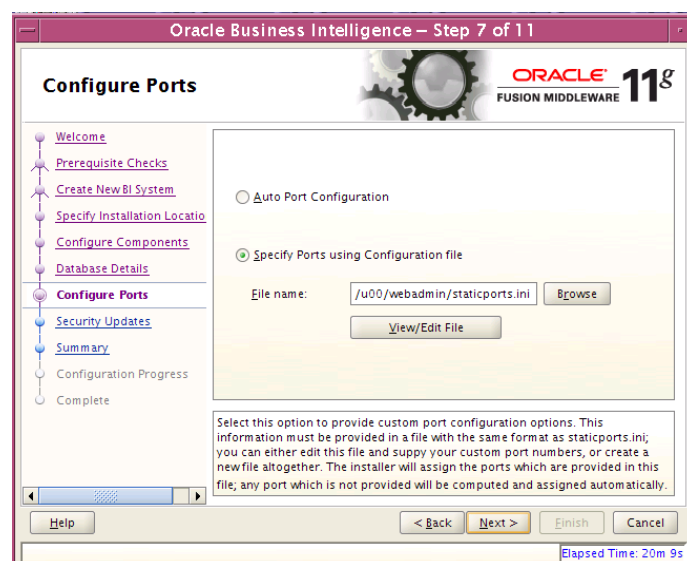 Oracle Business Intelligence – Step 7 of 11
Configure Ports
ORACLE
FUSION MIDDLEWARE
11g
Welcome
Prerequisite Checks
Create New BI System
Specify Installation Locatio
Configure Components
Database Details
Configure Ports
Security Updates
Summary
Configuration Progress
Complete
Auto Port Configuration
Specify Ports using Configuration file
File name: /u00/webadmin/staticports.ini Browse
View/Edit File
Select this option to provide custom port configuration options. This
information must be provided in a file with the same format as staticports.ini;
you can either edit this file and suppy your custom port numbers, or create a
new file altogether. The installer will assign the ports which are provided in this
file; any port which is not provided will be computed and assigned automatically.
Help < Back Next > Finish Cancel
Elapsed Time: 20m 9s